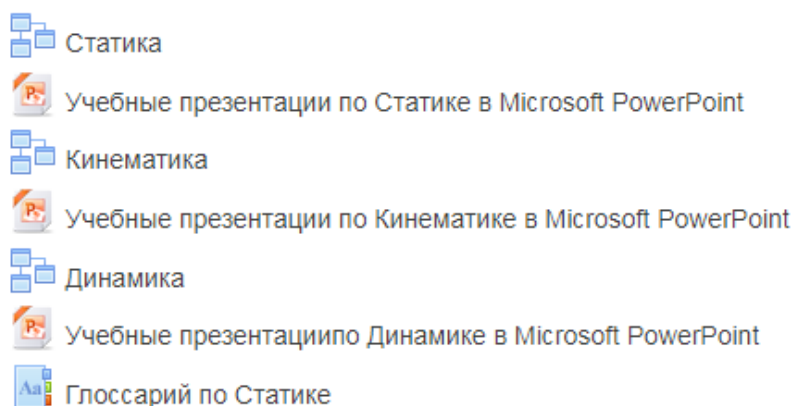 Статика
Учебные презентации по Статике в Microsoft PowerPoint
Кинематика
Учебные презентации по Кинематике в Microsoft PowerPoint
Динамика
Учебные презентациипо Динамике в Microsoft PowerPoint
Aa Глоссарий по Статике